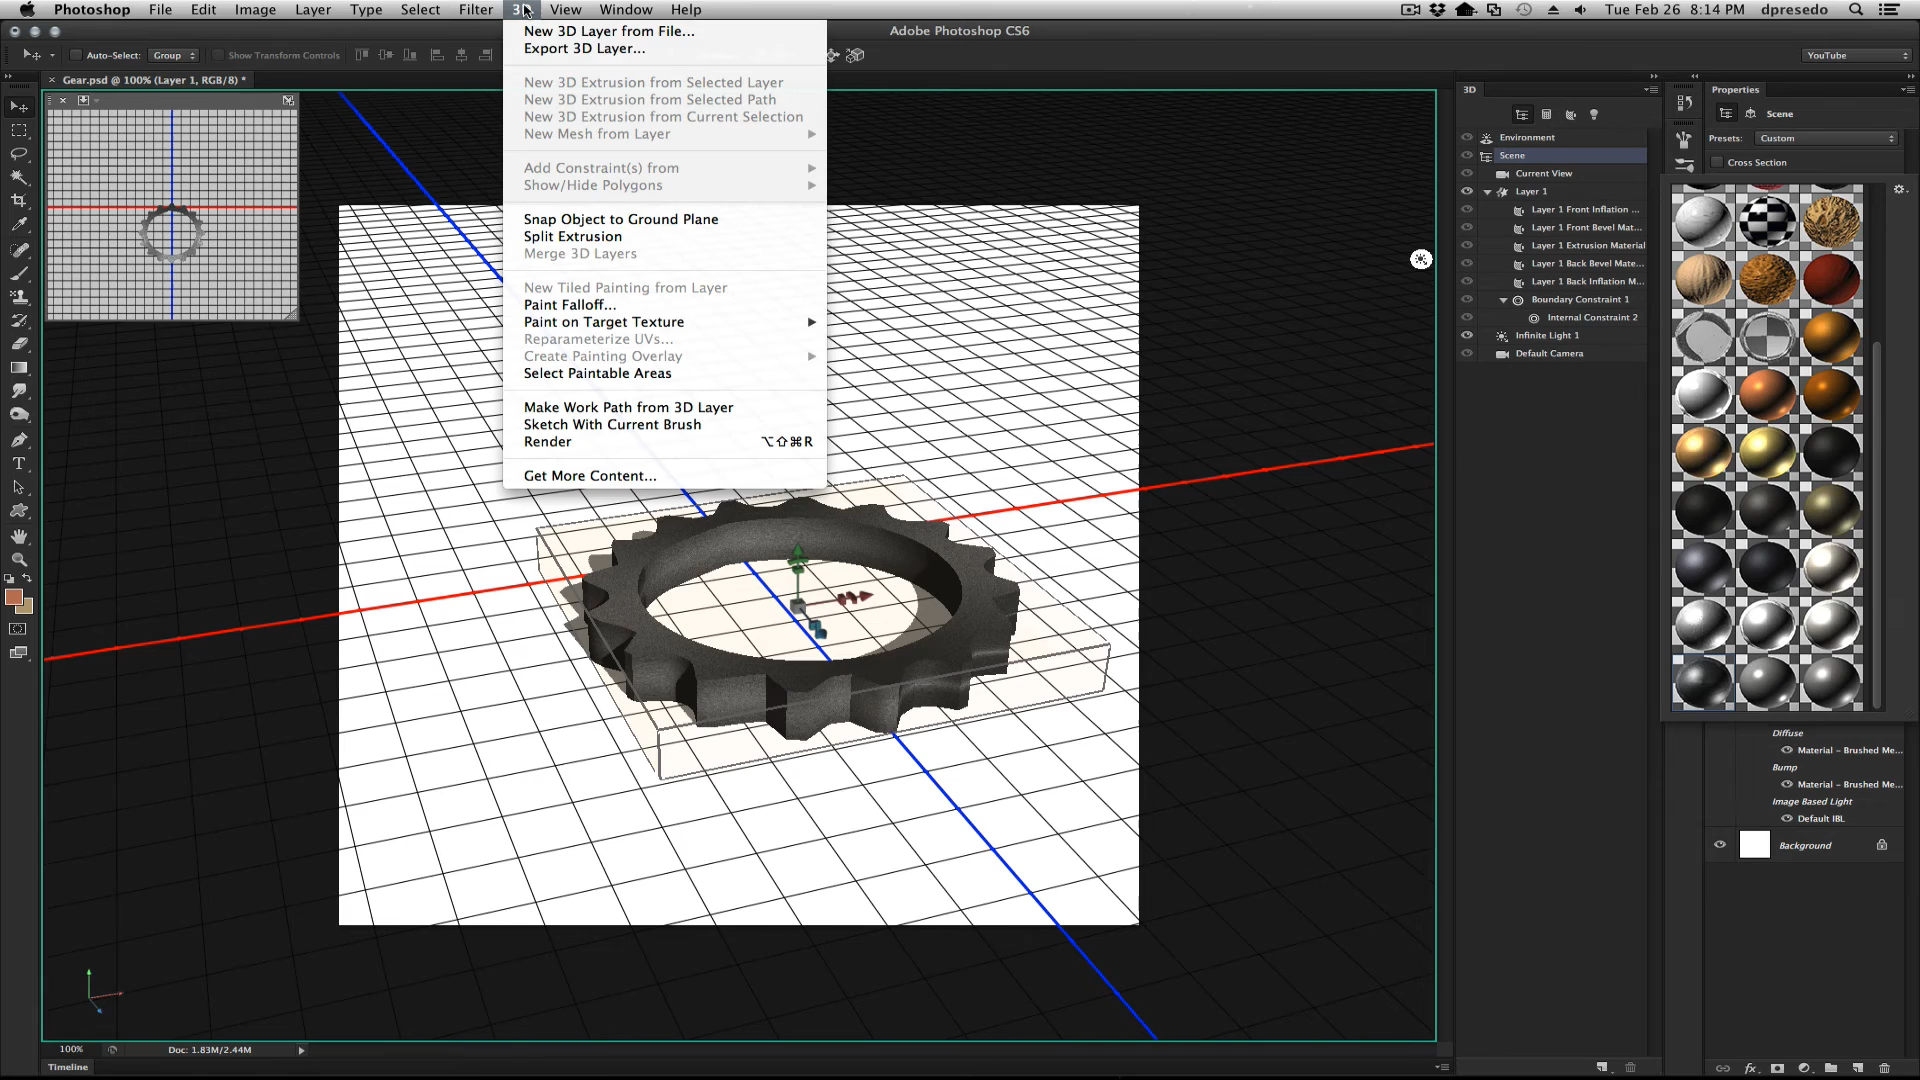 Photoshop File Edit Image Layer Type Select Filter 3D View Window Help
Tue Feb 26 8:14 PM dpresedo
Adobe Photoshop CS6
Auto-Select: Group Show Transform Controls
YouTube
Gear.psd @ 100% (Layer 1, RGB/8) *
New 3D Layer from File...
Export 3D Layer...
New 3D Extrusion from Selected Layer
New 3D Extrusion from Selected Path
New 3D Extrusion from Current Selection
New Mesh from Layer
Add Constraint(s) from
Show/Hide Polygons
Snap Object to Ground Plane
Split Extrusion
Merge 3D Layers
New Tiled Painting from Layer
Paint Falloff...
Paint on Target Texture
Reparameterize UVs...
Create Painting Overlay
Select Paintable Areas
Make Work Path from 3D Layer
Sketch With Current Brush
Render ⌥⇧⌘R
Get More Content...
3D
Environment
Scene
Current View
Layer 1
Layer 1 Front Inflation ...
Layer 1 Front Bevel Mat...
Layer 1 Extrusion Material
Layer 1 Back Bevel Mate...
Layer 1 Back Inflation M...
Boundary Constraint 1
Internal Constraint 2
Infinite Light 1
Default Camera
Properties
Scene
Presets: Custom
Cross Section
Diffuse
Material - Brushed Me...
Bump
Material - Brushed Me...
Image Based Light
Default IBL
Background
100% Doc: 1.83M/2.44M
Timeline